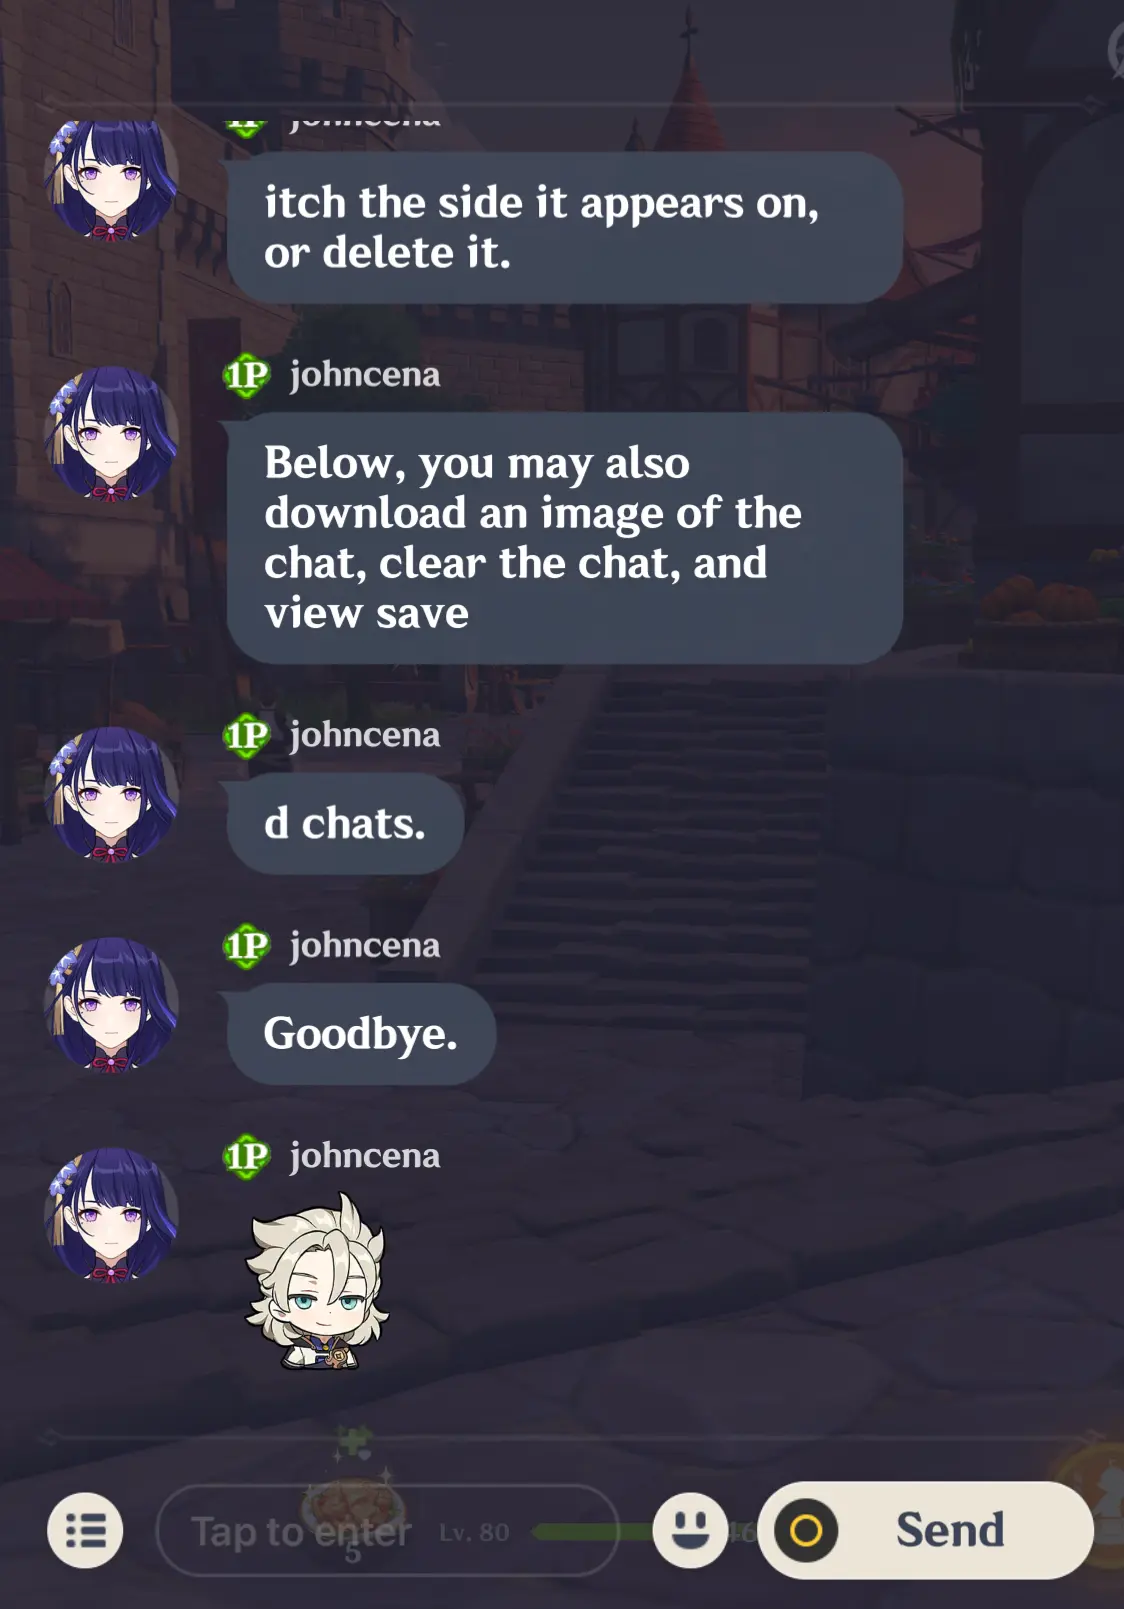 johncena
itch the side it appears on,
or delete it.
1P johncena
Below, you may also
download an image of the
chat, clear the chat, and
view save
1P johncena
d chats.
1P johncena
Goodbye.
1P johncena
Tap to enter
Lv. 80
46
Send
5